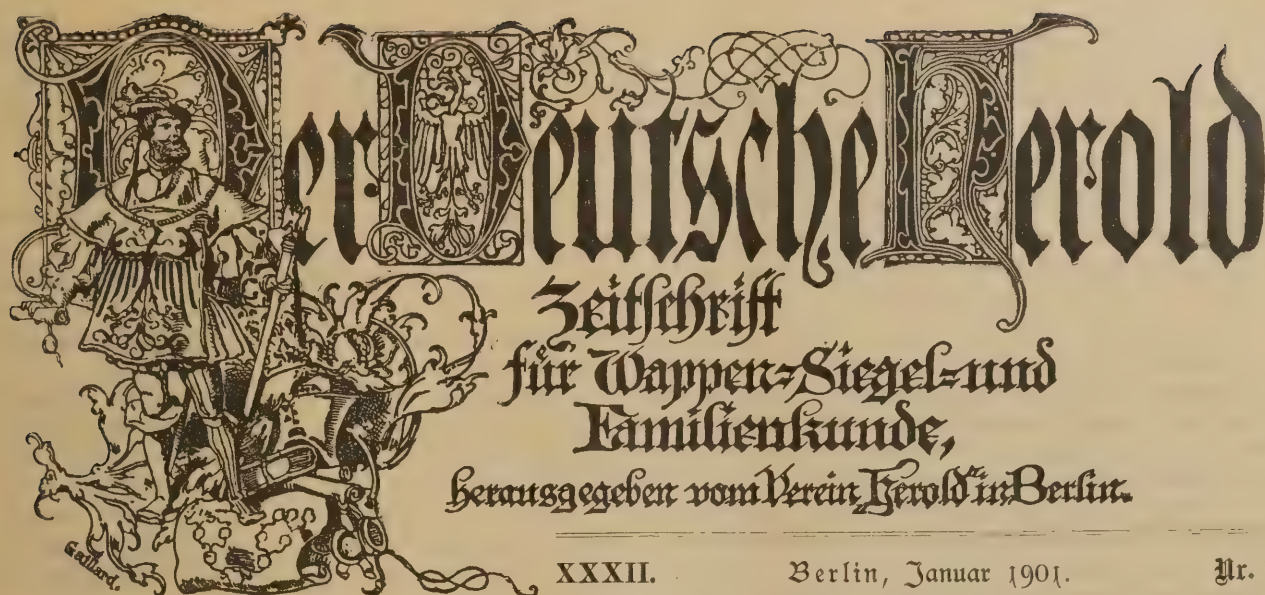 Der Deutsche Herold
Zeitschrift
für Wappen-Siegel- und
Familienkunde,
herausgegeben vom Verein „Herold“ in Berlin.
Gaillard.
XXXII. Berlin, Januar 1901. Nr.